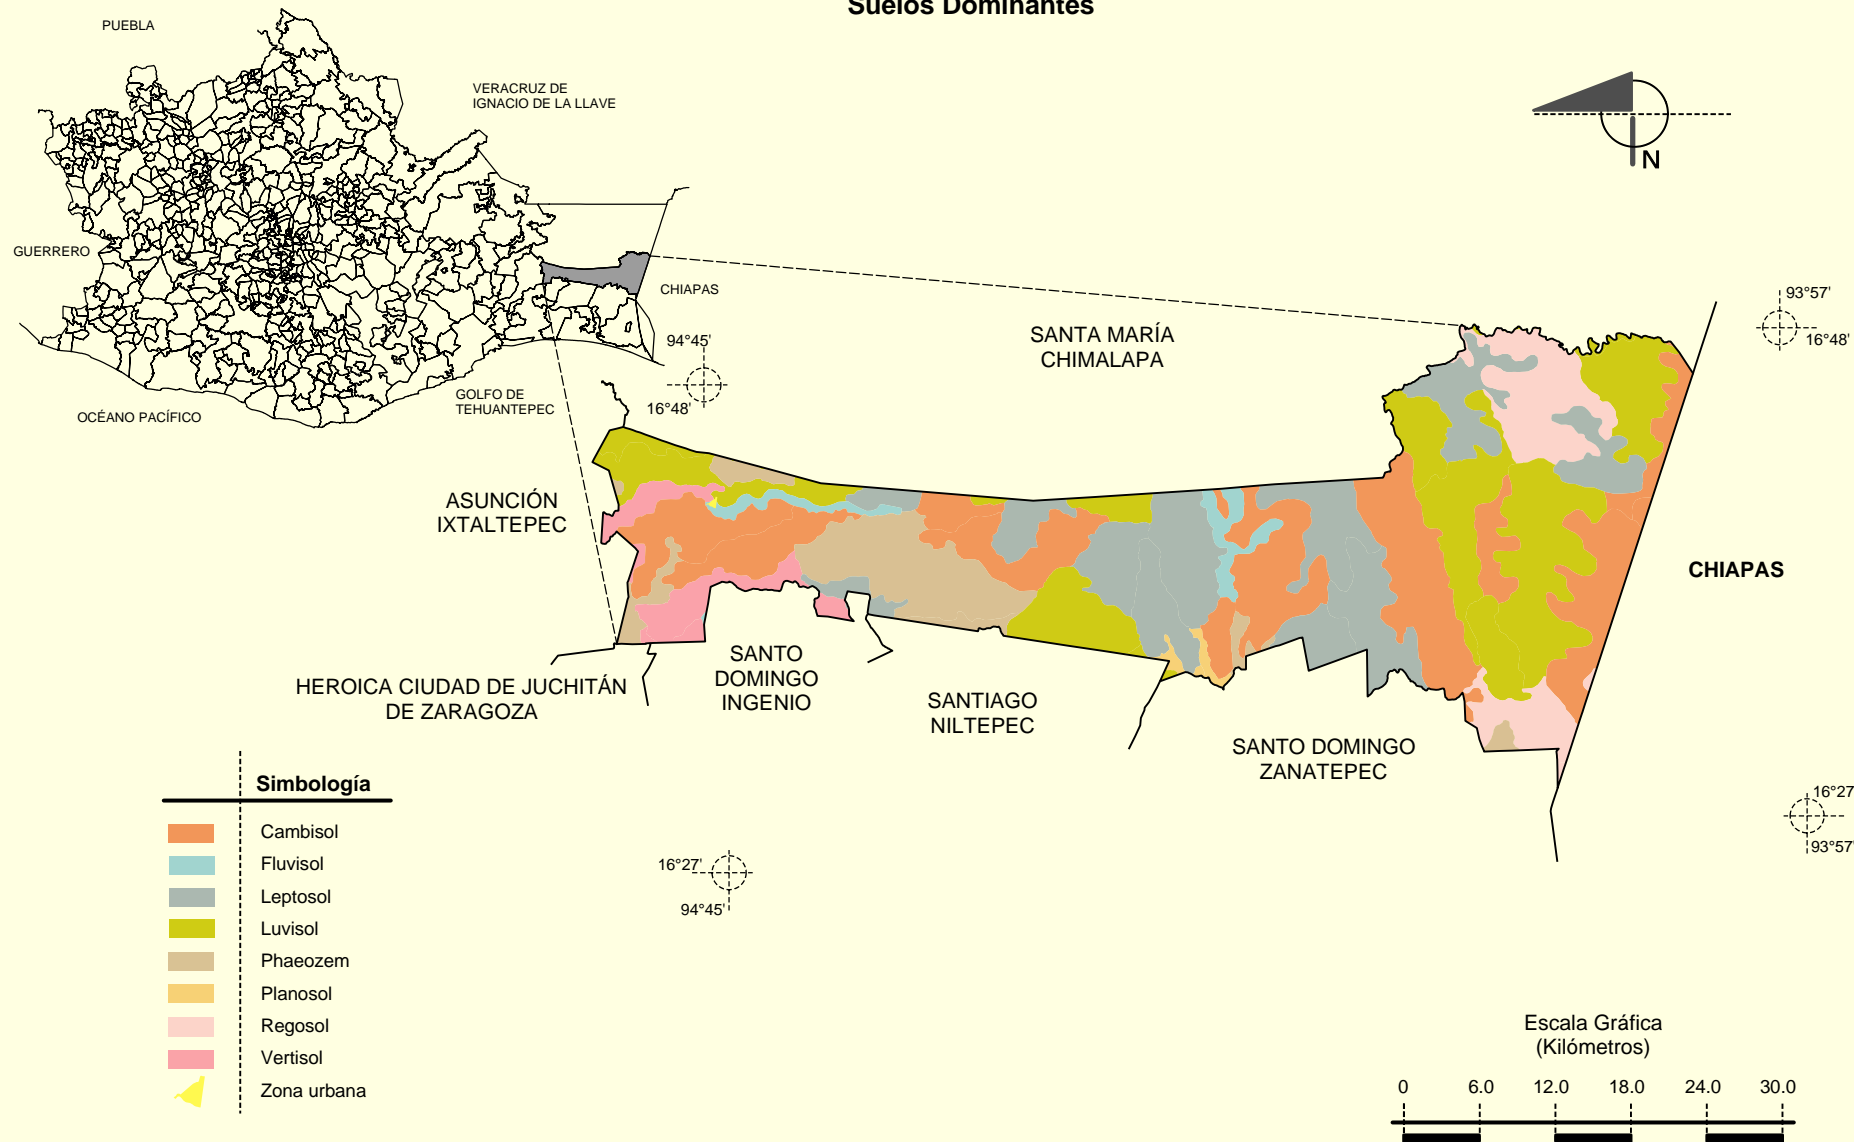 Suelos Dominantes
PUEBLA
VERACRUZ DE
IGNACIO DE LA LLAVE
N
GUERRERO
CHIAPAS
OCÉANO PACÍFICO
GOLFO DE
TEHUANTEPEC
94°45'
16°48'
93°57'
16°48'
SANTA MARÍA
CHIMALAPA
ASUNCIÓN
IXTALTEPEC
CHIAPAS
HEROICA CIUDAD DE JUCHITÁN
DE ZARAGOZA
SANTO
DOMINGO
INGENIO
SANTIAGO
NILTEPEC
SANTO DOMINGO
ZANATEPEC
16°27'
94°45'
16°27'
93°57'
Simbología
Cambisol
Fluvisol
Leptosol
Luvisol
Phaeozem
Planosol
Regosol
Vertisol
Zona urbana
Escala Gráfica
(Kilómetros)
0 6.0 12.0 18.0 24.0 30.0